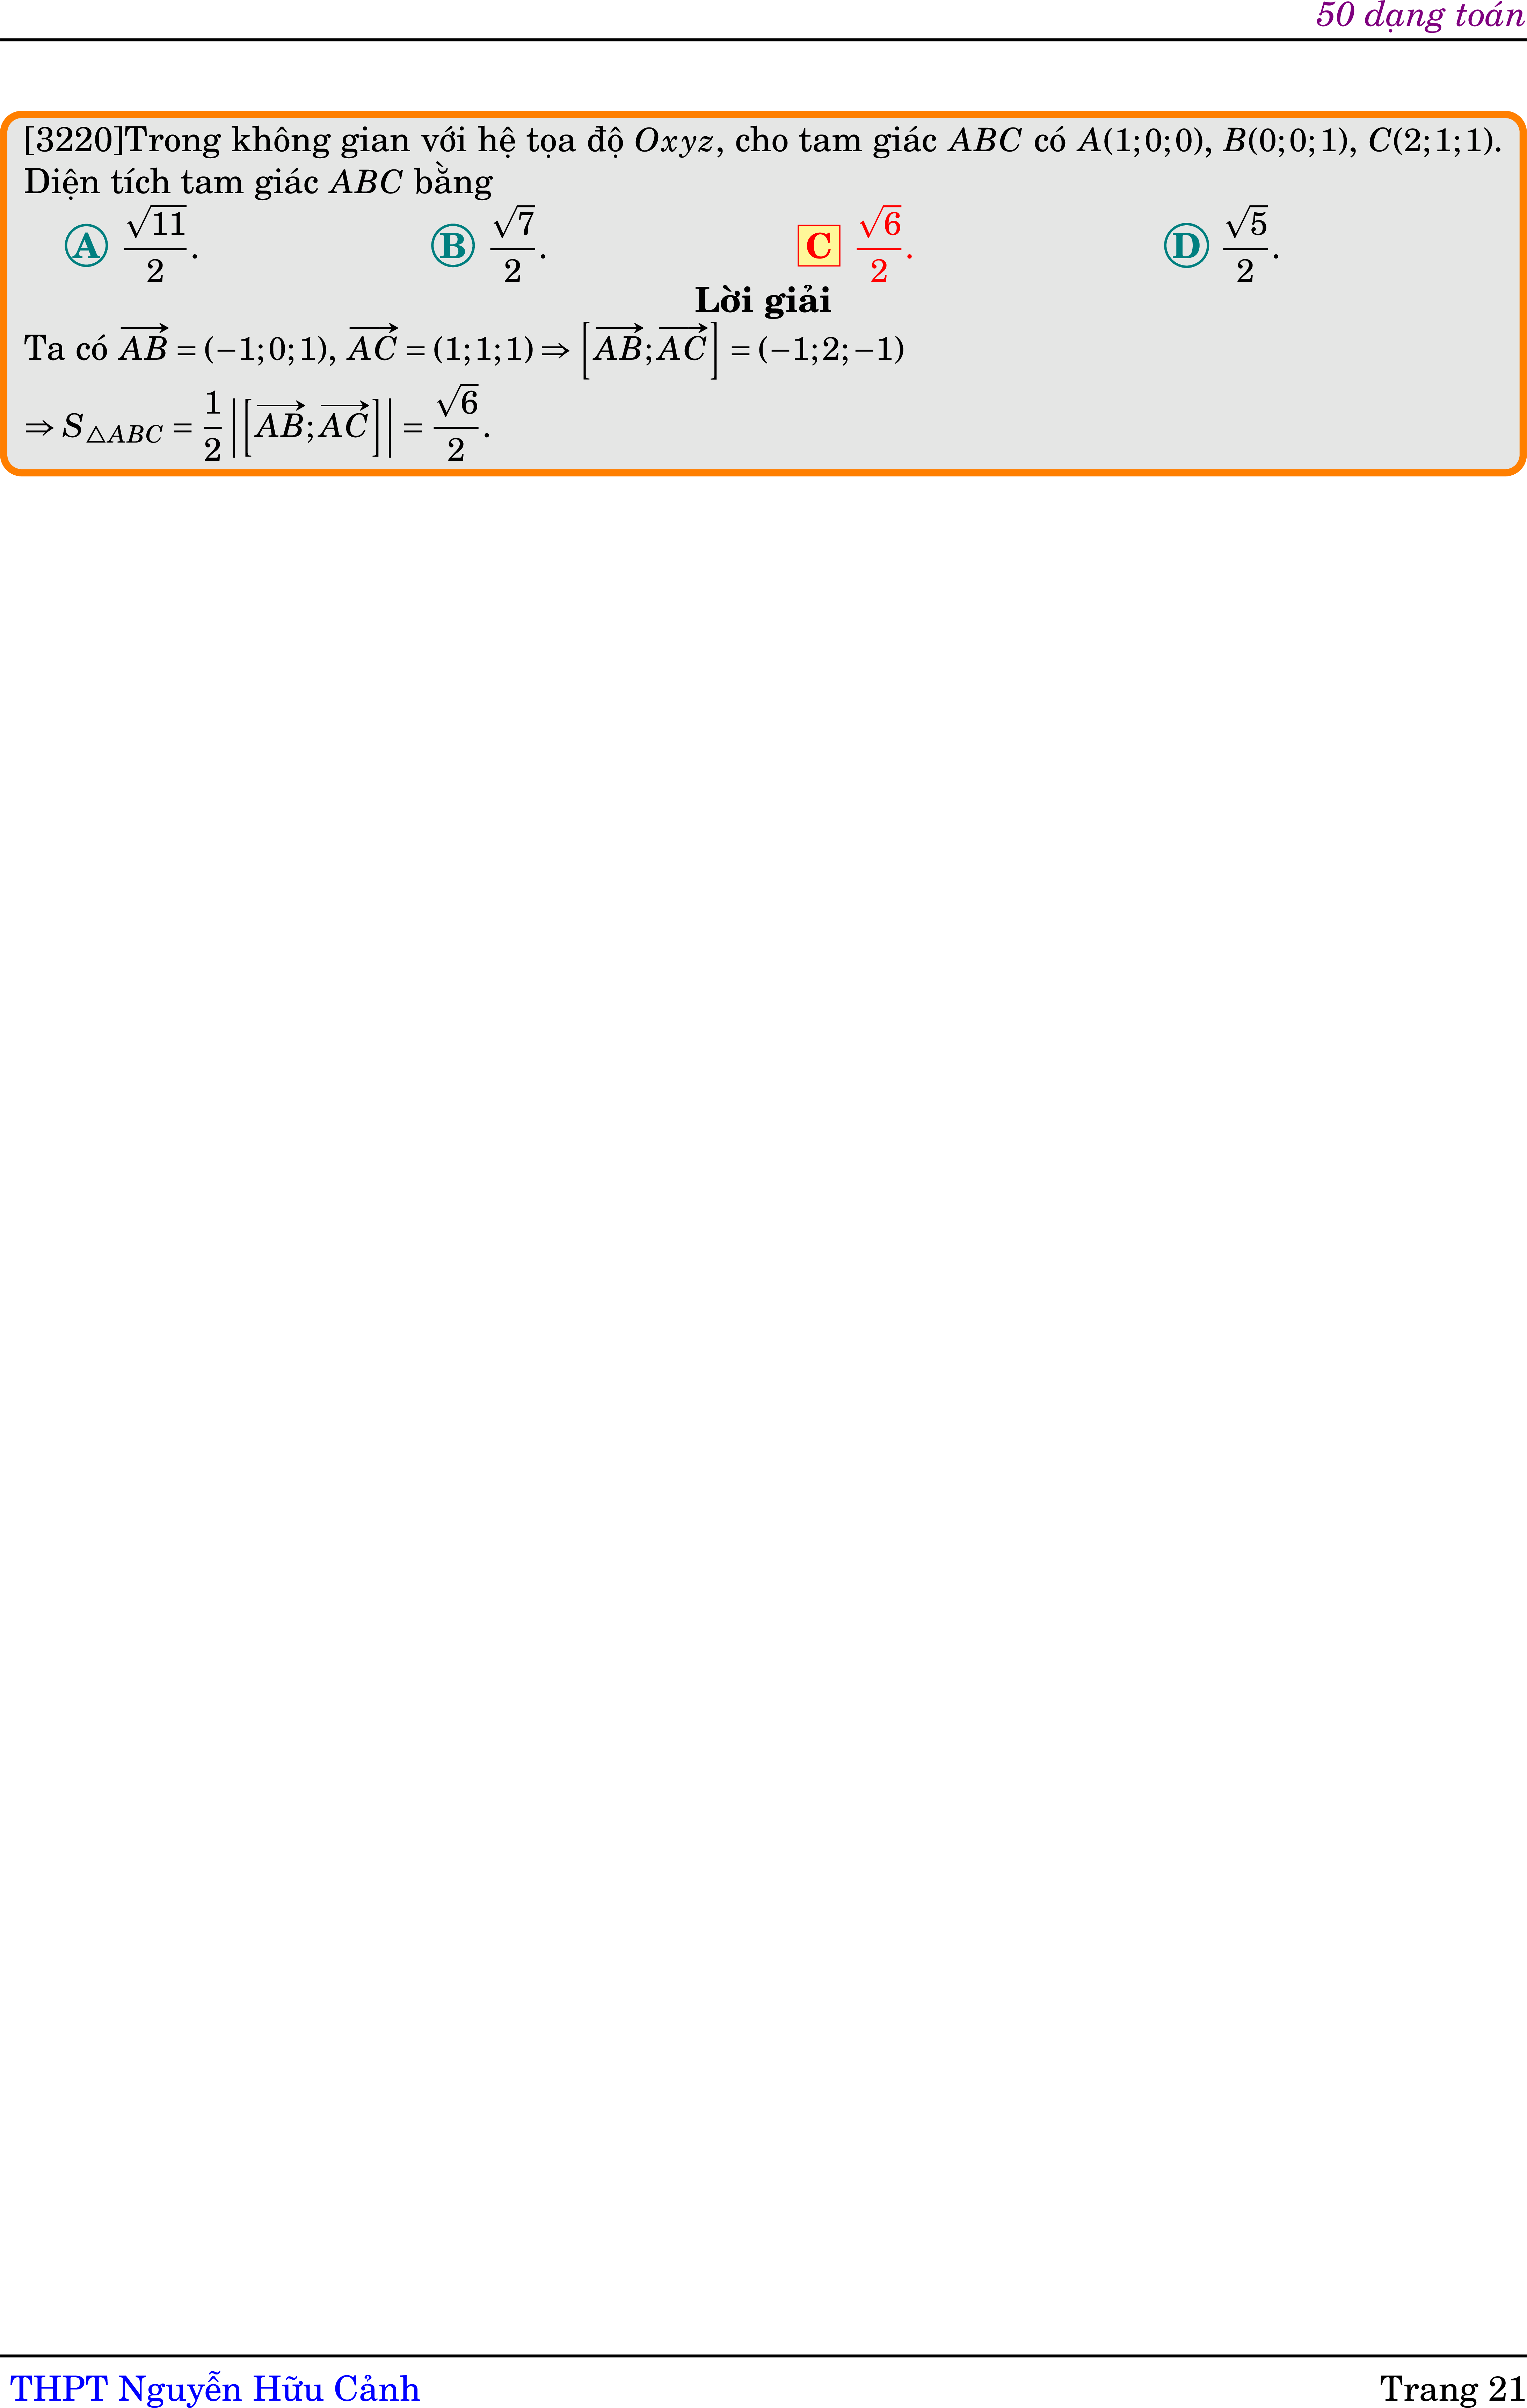 50 dạng toán
[3220]Trong không gian với hệ tọa độ Oxyz, cho tam giác ABC có A(1;0;0), B(0;0;1), C(2;1;1).
Diện tích tam giác ABC bằng
A $\frac{\sqrt{11}}{2}$. B $\frac{\sqrt{7}}{2}$. C $\frac{\sqrt{6}}{2}$. D $\frac{\sqrt{5}}{2}$.
Lời giải
Ta có $\overrightarrow{AB} = (-1;0;1)$, $\overrightarrow{AC} = (1;1;1) \Rightarrow \left[\overrightarrow{AB};\overrightarrow{AC}\right] = (-1;2;-1)$
$\Rightarrow S_{\triangle ABC} = \frac{1}{2}\left|\left[\overrightarrow{AB};\overrightarrow{AC}\right]\right| = \frac{\sqrt{6}}{2}$.
THPT Nguyễn Hữu Cảnh Trang 21